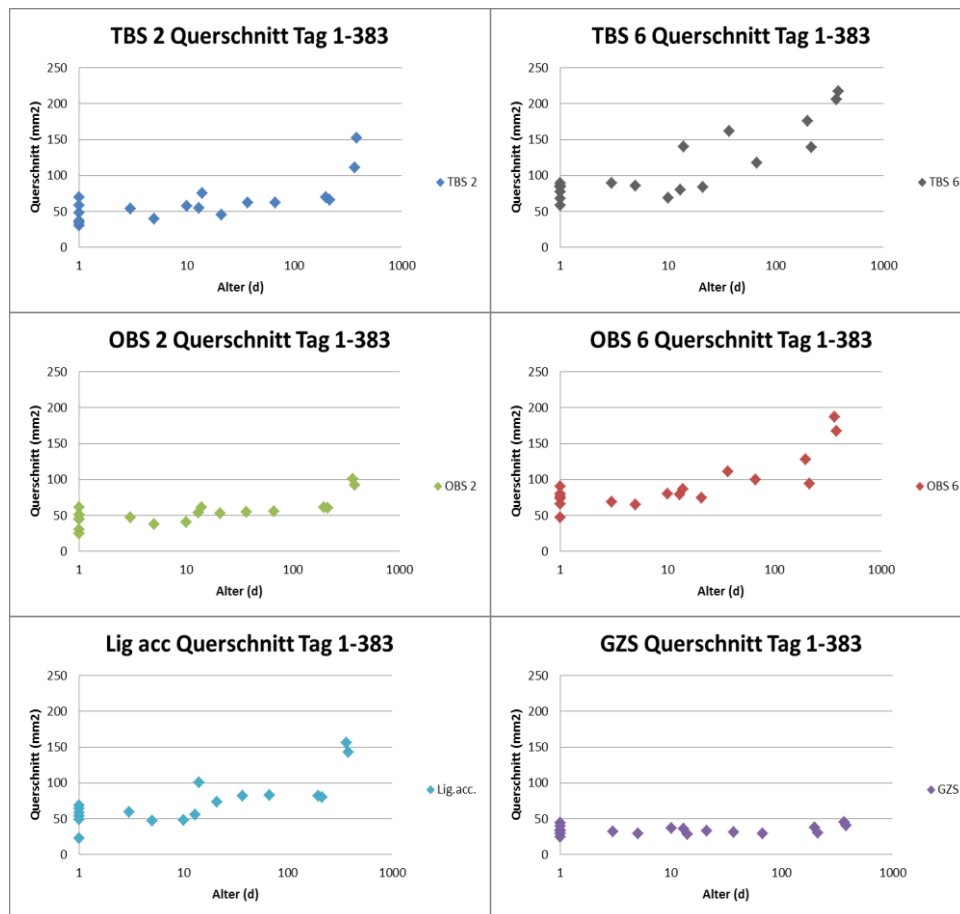 TBS 2 Querschnitt Tag 1-383
250
200
150
100
50
0
Querschnitt (mm2)
1 10 100 1000
Alter (d)
TBS 2
TBS 6 Querschnitt Tag 1-383
250
200
150
100
50
0
Querschnitt (mm2)
1 10 100 1000
Alter (d)
TBS 6
OBS 2 Querschnitt Tag 1-383
250
200
150
100
50
0
Querschnitt (mm2)
1 10 100 1000
Alter (d)
OBS 2
OBS 6 Querschnitt Tag 1-383
250
200
150
100
50
0
Querschnitt (mm2)
1 10 100 1000
Alter (d)
OBS 6
Lig acc Querschnitt Tag 1-383
250
200
150
100
50
0
Querschnitt (mm2)
1 10 100 1000
Alter (d)
Lig.acc.
GZS Querschnitt Tag 1-383
250
200
150
100
50
0
Querschnitt (mm2)
1 10 100 1000
Alter (d)
GZS